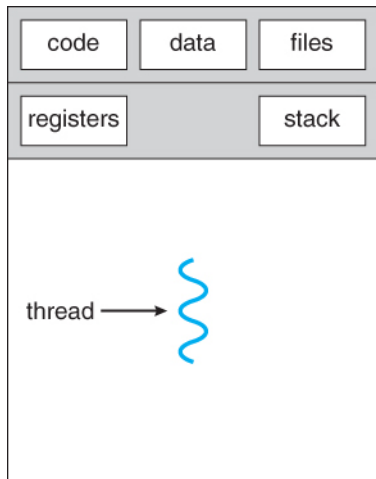 code data files
registers stack
thread